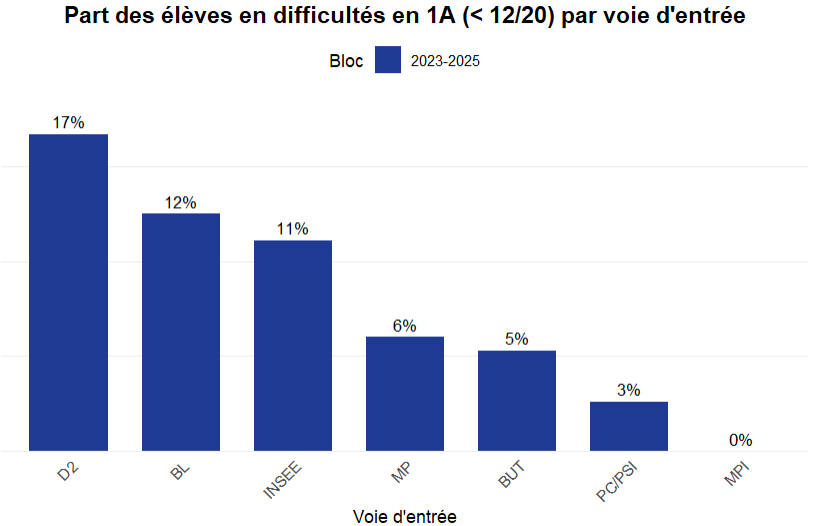 Part des élèves en difficultés en 1A (< 12/20) par voie d'entrée
Bloc 2023-2025
17%
12%
11%
6%
5%
3%
0%
D2
BL
INSEE
MP
BUT
PC/PSI
MPI
Voie d'entrée